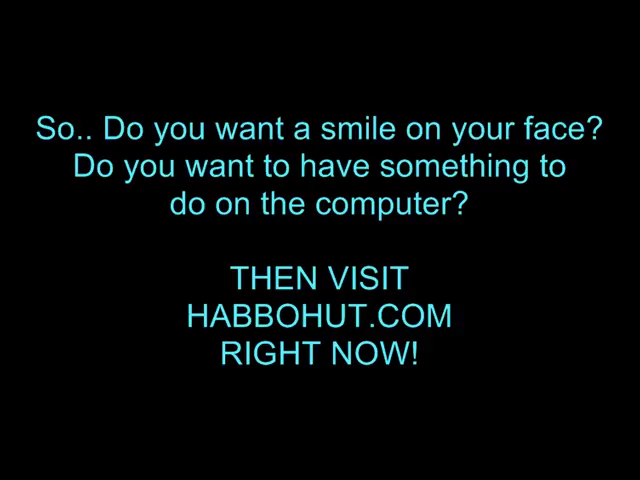 So.. Do you want a smile on your face?
Do you want to have something to
do on the computer?
THEN VISIT
HABBOHUT.COM
RIGHT NOW!